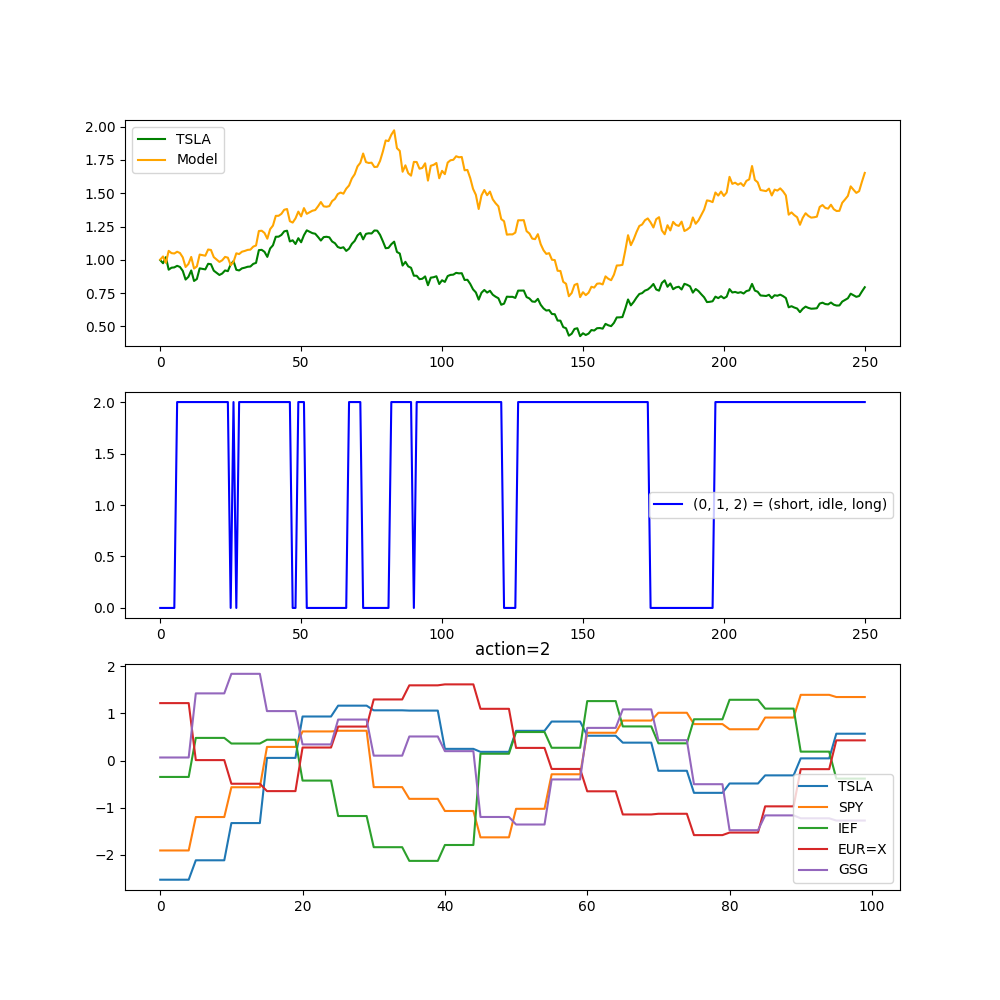 2.00
1.75
1.50
1.25
1.00
0.75
0.50
TSLA
Model
0 50 100 150 200 250
2.0
1.5
1.0
0.5
0.0
(0, 1, 2) = (short, idle, long)
0 50 100 150 200 250
action=2
2
1
0
−1
−2
TSLA
SPY
IEF
EUR=X
GSG
0 20 40 60 80 100